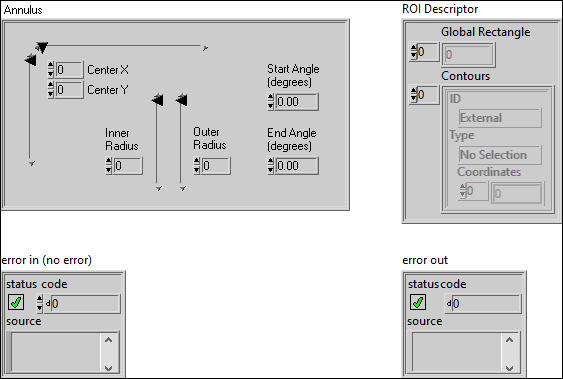 Annulus
0 Center X
0 Center Y
Start Angle
(degrees)
0.00
Inner
Radius
0
Outer
Radius
0
End Angle
(degrees)
0.00
ROI Descriptor
Global Rectangle
0 0
Contours
0
ID
External
Type
No Selection
Coordinates
0 0
error in (no error)
status code
d0
source
error out
status code
d0
source